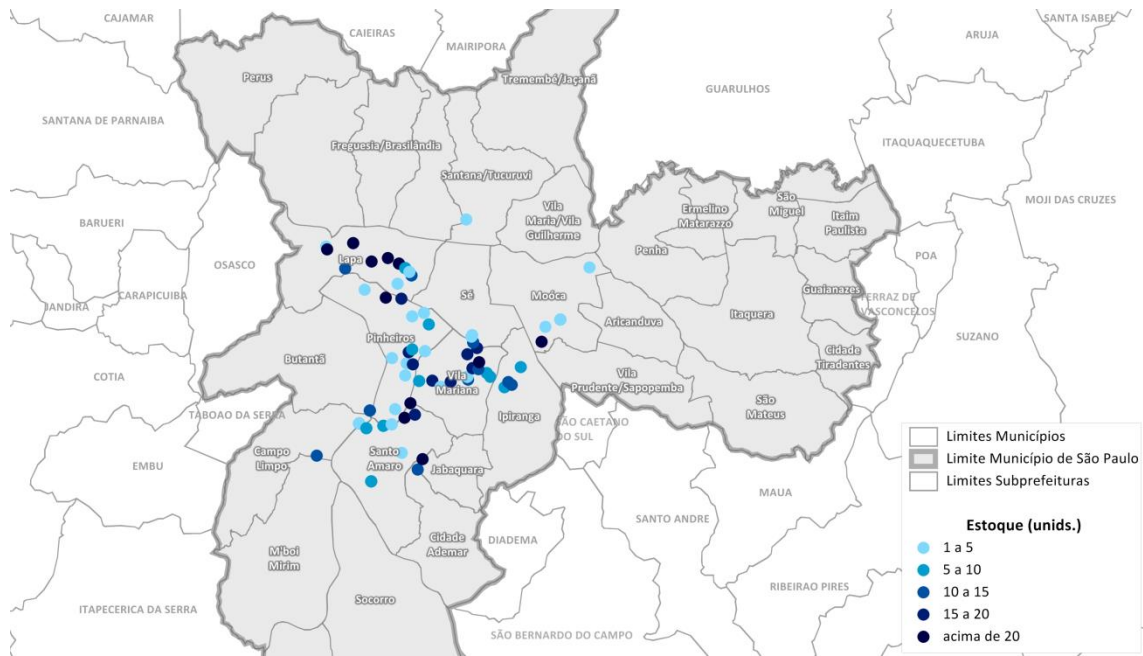 CAJAMAR
CAIEIRAS
MAIRIPORA
SANTA ISABEL
ARUJA
Perus
Tremembé/Jaçanã
GUARULHOS
SANTANA DE PARNAIBA
Freguesia/Brasilândia
ITAQUAQUECETUBA
Santana/Tucuruvi
Vila
Maria/Vila
Guilherme
Ermelino
Matarazzo
São
Miguel
Itaim
Paulista
MOJI DAS CRUZES
BARUERI
OSASCO
Lapa
Penha
POA
JANDIRA
CARAPICUIBA
Sé
Moóca
Guaianazes
FERRAZ DE
VASCONCELOS
Aricanduva
Itaquera
SUZANO
Pinheiros
Butantã
Cidade
Tiradentes
COTIA
Vila
Mariana
Vila
Prudente/Sapopemba
São
Mateus
TABOAO DA SERRA
Ipiranga
SÃO CAETANO
DO SUL
EMBU
Campo
Limpo
Santo
Amaro
Jabaquara
MAUA
SANTO ANDRE
Cidade
Ademar
DIADEMA
M'boi
Mirim
RIBEIRAO PIRES
ITAPECERICA DA SERRA
Socorro
SÃO BERNARDO DO CAMPO
Limites Municípios
Limite Município de São Paulo
Limites Subprefeituras
Estoque (unids.)
1 a 5
5 a 10
10 a 15
15 a 20
acima de 20